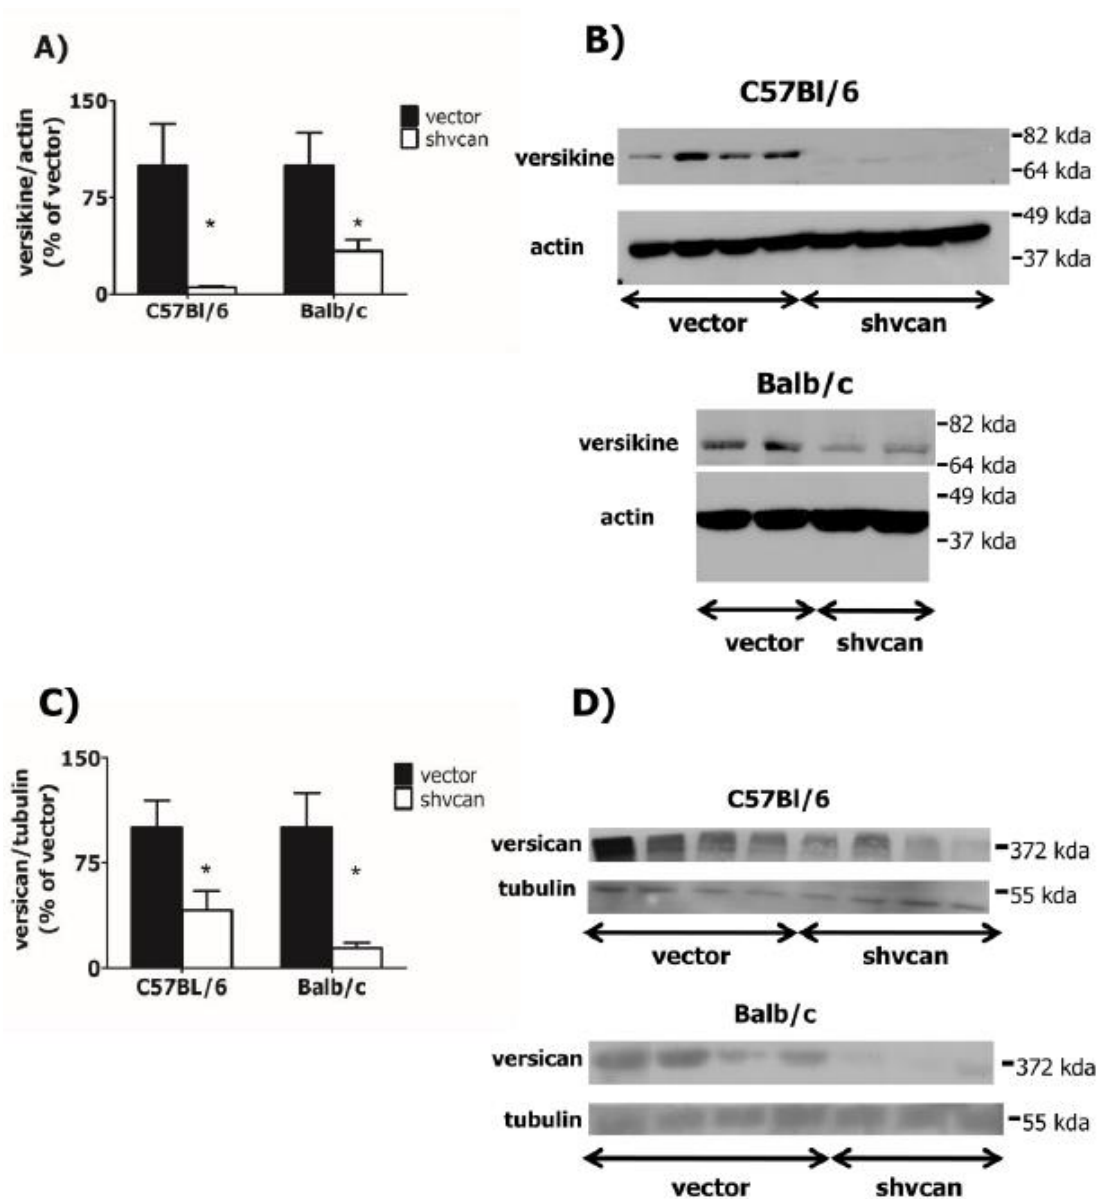 A)
versikine/actin
(% of vector)
150
75
0
vector
shvcan
*
*
C57Bl/6
Balb/c
B)
C57Bl/6
versikine
82 kda
64 kda
actin
49 kda
37 kda
vector
shvcan
Balb/c
versikine
82 kda
64 kda
actin
49 kda
37 kda
vector
shvcan
C)
versican/tubulin
(% of vector)
150
75
0
vector
shvcan
*
*
C57BL/6
Balb/c
D)
C57Bl/6
versican
372 kda
tubulin
55 kda
vector
shvcan
Balb/c
versican
372 kda
tubulin
55 kda
vector
shvcan